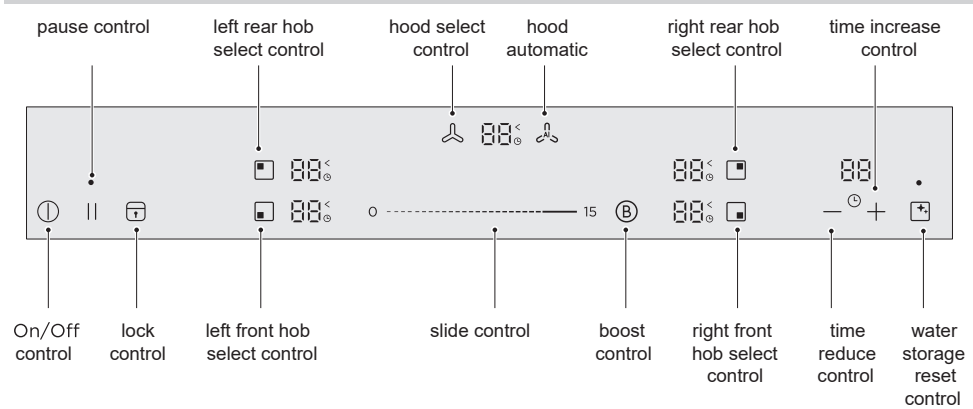 pause control
left rear hob
select control
hood select
control
hood
automatic
right rear hob
select control
time increase
control
88
AI
88
88
88
0
15
B
88
88
On/Off
control
lock
control
left front hob
select control
slide control
boost
control
right front
hob select
control
time
reduce
control
water
storage
reset
control